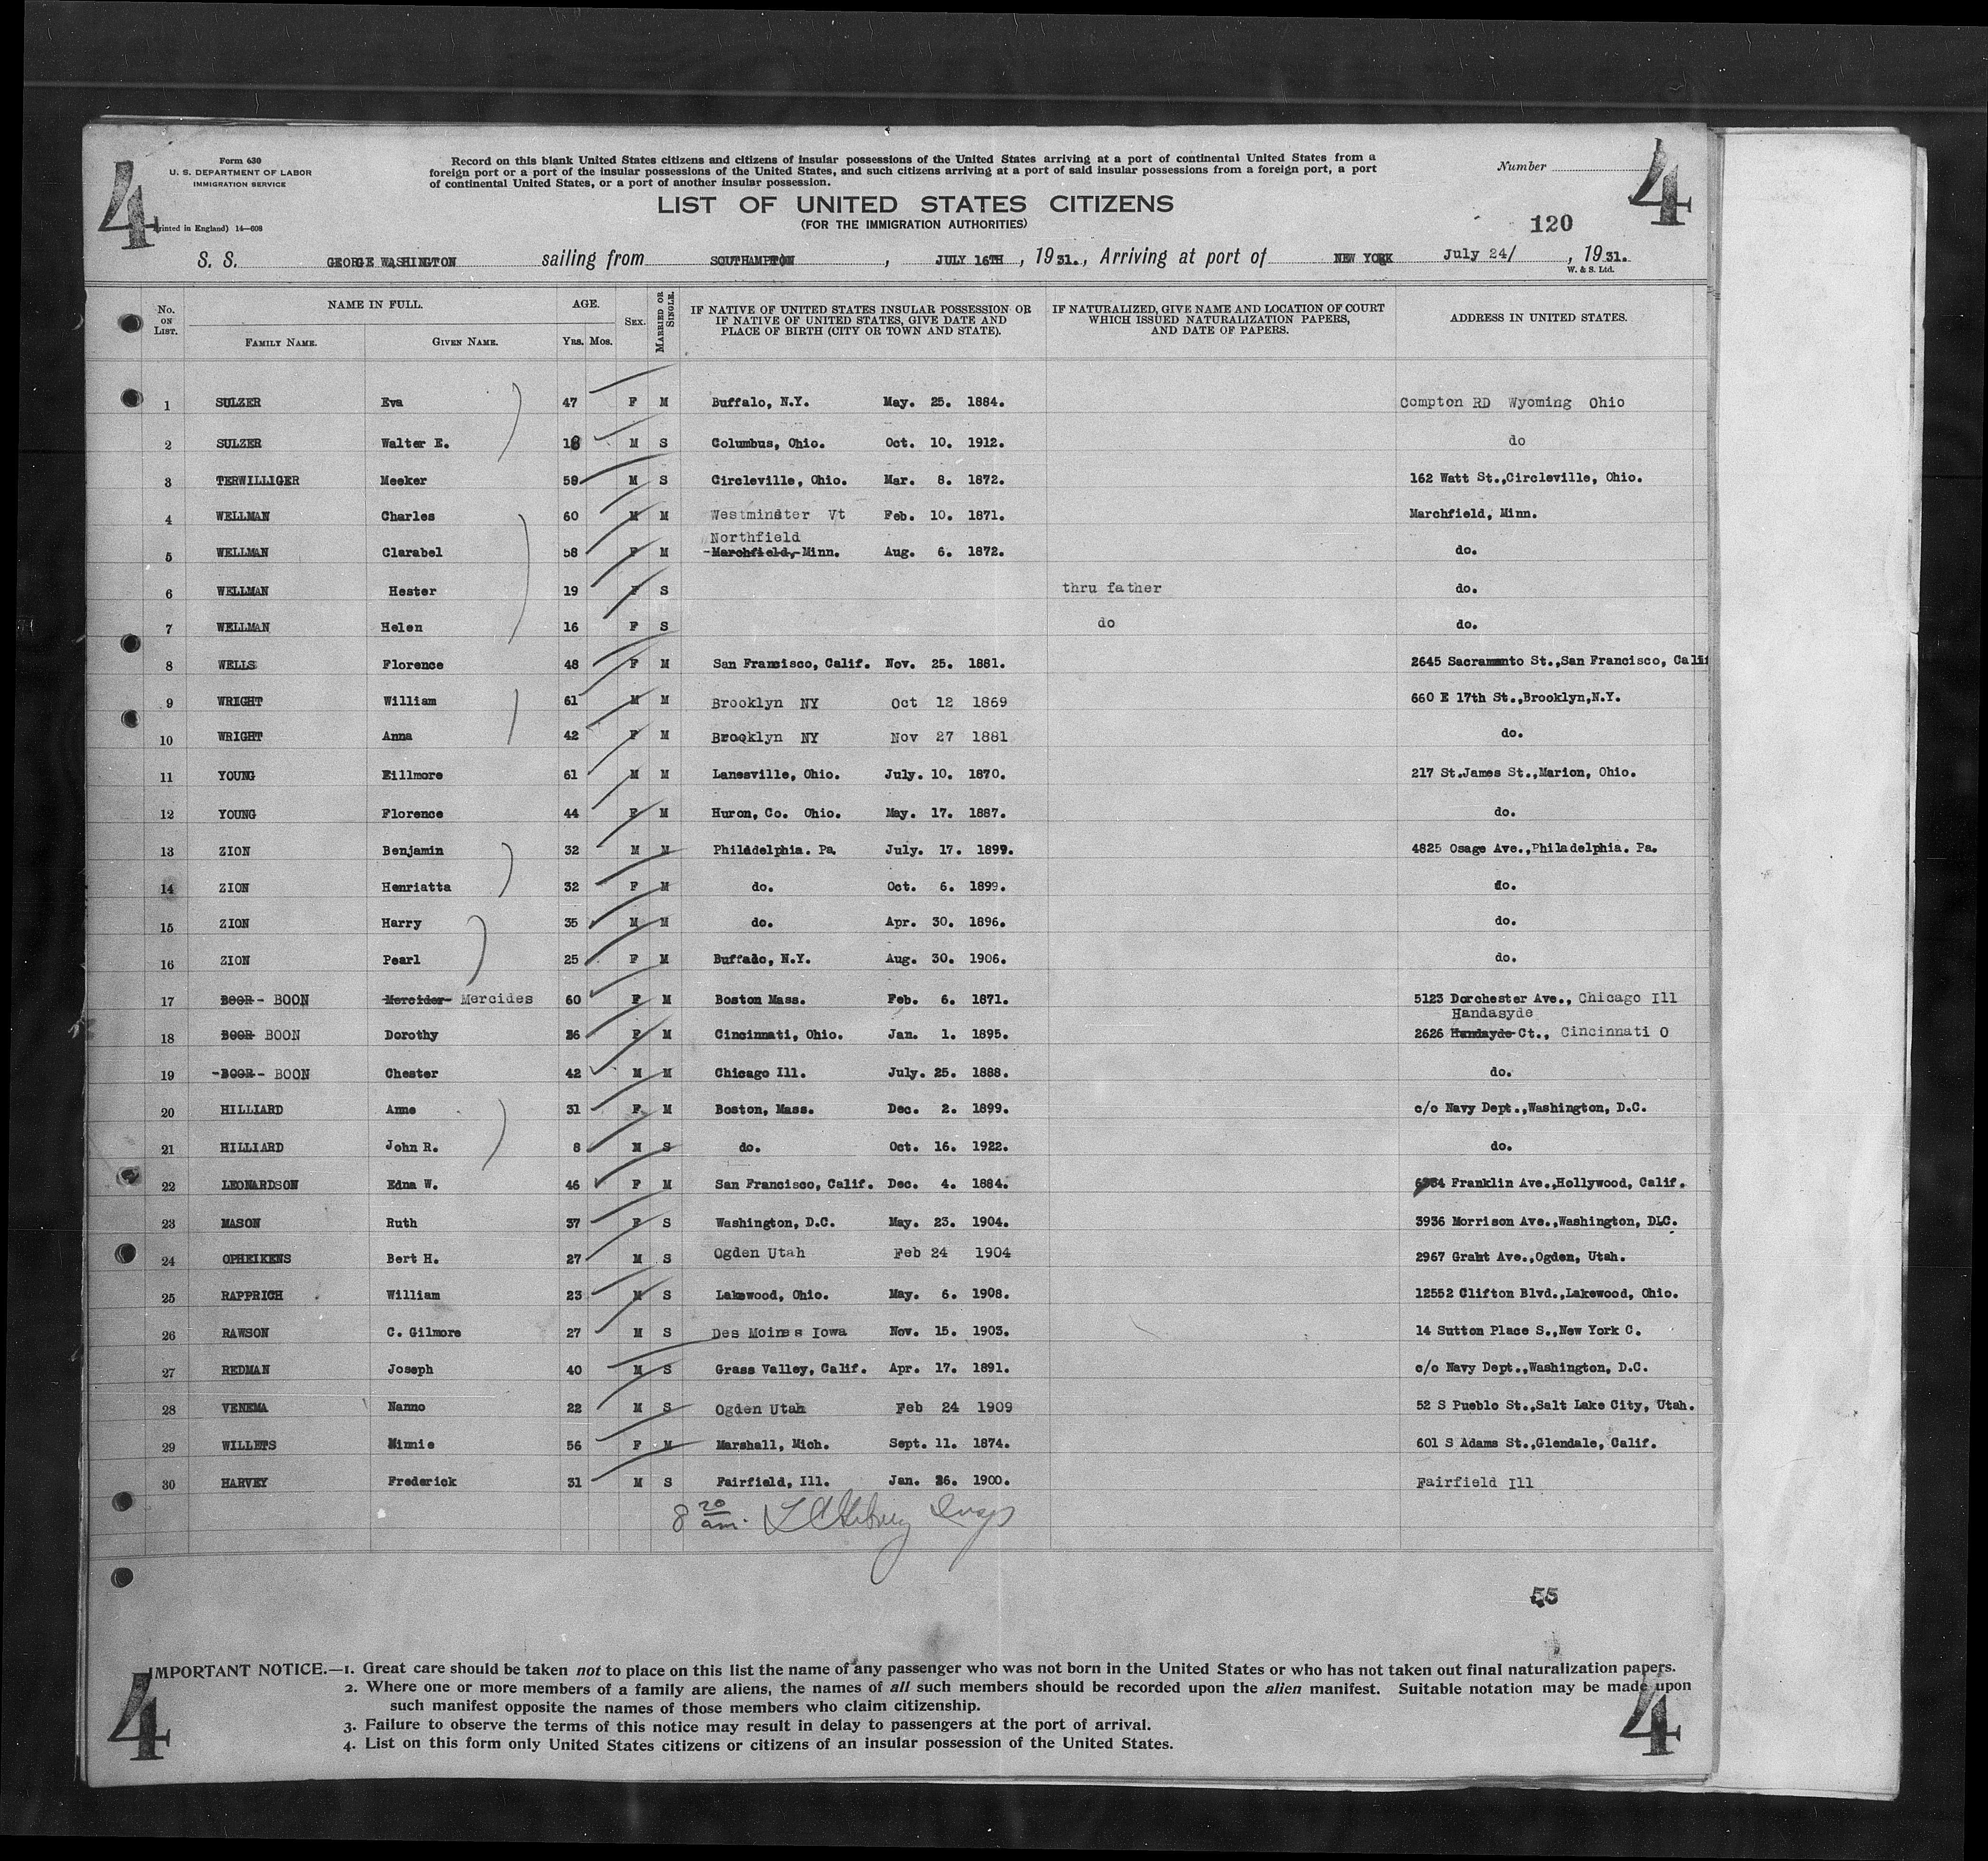 4
Form 630
U. S. DEPARTMENT OF LABOR
IMMIGRATION SERVICE
(Printed in England) 14—608
Record on this blank United States citizens and citizens of insular possessions of the United States arriving at a port of continental United States from a
foreign port or a port of the insular possessions of the United States, and such citizens arriving at a port of said insular possessions from a foreign port, a port
of continental United States, or a port of another insular possession.
Number
4
LIST OF UNITED STATES CITIZENS
(FOR THE IMMIGRATION AUTHORITIES)
120
S. S. GEORGE WASHINGTON sailing from SOUTHAMPTON , JULY 16TH , 1931., Arriving at port of NEW YORK July 24/ , 1931.
W. & S. Ltd.
No. ON LIST. NAME IN FULL. AGE. SEX. MARRIED OR SINGLE. IF NATIVE OF UNITED STATES INSULAR POSSESSION OR IF NATIVE OF UNITED STATES, GIVE DATE AND PLACE OF BIRTH (CITY OR TOWN AND STATE). IF NATURALIZED, GIVE NAME AND LOCATION OF COURT WHICH ISSUED NATURALIZATION PAPERS, AND DATE OF PAPERS. ADDRESS IN UNITED STATES.
FAMILY NAME. GIVEN NAME. YRS. MOS.
1 SULZER Eva 47 F M Buffalo, N.Y. May. 25. 1884. Compton RD Wyoming Ohio
2 SULZER Walter E. 18 M S Columbus, Ohio. Oct. 10. 1912. do
3 TERWILLIGER Meeker 59 M S Circleville, Ohio. Mar. 8. 1872. 162 Watt St.,Circleville, Ohio.
4 WELLMAN Charles 60 M M Westminster Vt Feb. 10. 1871. Marchfield, Minn.
Northfield
5 WELLMAN Clarabel 58 F M Marchfield, Minn. Aug. 6. 1872. do.
6 WELLMAN Hester 19 F S thru father do.
7 WELLMAN Helen 16 F S do do.
8 WELLS Florence 48 F M San Francisco, Calif. Nov. 25. 1881. 2645 Sacramanto St.,San Francisco, Calif
9 WRIGHT William 61 M M Brooklyn NY Oct 12 1869 660 E 17th St.,Brooklyn,N.Y.
10 WRIGHT Anna 42 F M Brooklyn NY Nov 27 1881 do.
11 YOUNG Eillmore 61 M M Lanesville, Ohio. July. 10. 1870. 217 St.James St.,Marion, Ohio.
12 YOUNG Florence 44 F M Huron, Co. Ohio. May. 17. 1887. do.
13 ZION Benjamin 32 M M Philadelphia. Pa. July. 17. 1899. 4825 Osage Ave.,Philadelphia. Pa.
14 ZION Henriatta 32 F M do. Oct. 6. 1899. do.
15 ZION Harry 35 M M do. Apr. 30. 1896. do.
16 ZION Pearl 25 F M Buffalo, N.Y. Aug. 30. 1906. do.
17 BOOR - BOON Mercider- Mercides 60 F M Boston Mass. Feb. 6. 1871. 5123 Dorchester Ave., Chicago Ill
Handasyde
18 BOOR BOON Dorothy 36 F M Cincinnati, Ohio. Jan. 1. 1895. 2626 Handayde Ct., Cincinnati O
19 -BOOR- BOON Chester 42 M M Chicago Ill. July. 25. 1888. do.
20 HILLIARD Anne 31 F M Boston, Mass. Dec. 2. 1899. c/o Navy Dept.,Washington, D.C.
21 HILLIARD John R. 8 M S do. Oct. 16. 1922. do.
22 LEONARDSON Edna W. 46 F M San Francisco, Calif. Dec. 4. 1884. Franklin Ave.,Hollywood, Calif.
23 MASON Ruth 37 F S Washington, D.C. May. 23. 1904. 3936 Morrison Ave.,Washington, DLC.
24 OPHEIKENS Bert H. 27 M S Ogden Utah Feb 24 1904 2967 Grant Ave.,Ogden, Utah.
25 RAPPRICH William 23 M S Lakewood, Ohio. May. 6. 1908. 12552 Clifton Blvd.,Lakewood, Ohio.
26 RAWSON C. Gilmore 27 M S Des Moines Iowa Nov. 15. 1903. 14 Sutton Place S.,New York C.
27 REDMAN Joseph 40 M S Grass Valley, Calif. Apr. 17. 1891. c/o Navy Dept.,Washington, D.C.
28 VENEMA Nanno 22 M S Ogden Utah Feb 24 1909 52 S Pueblo St.,Salt Lake City, Utah.
29 WILLETS Minnie 56 F M Marshall, Mich. Sept. 11. 1874. 601 S Adams St.,Glendale, Calif.
30 HARVEY Frederick 31 M S Fairfield, Ill. Jan. 26. 1900. Fairfield Ill
8 20 am. Insp
55
IMPORTANT NOTICE.—1. Great care should be taken not to place on this list the name of any passenger who was not born in the United States or who has not taken out final naturalization papers.
2. Where one or more members of a family are aliens, the names of all such members should be recorded upon the alien manifest. Suitable notation may be made upon
such manifest opposite the names of those members who claim citizenship.
3. Failure to observe the terms of this notice may result in delay to passengers at the port of arrival.
4. List on this form only United States citizens or citizens of an insular possession of the United States.
4
4